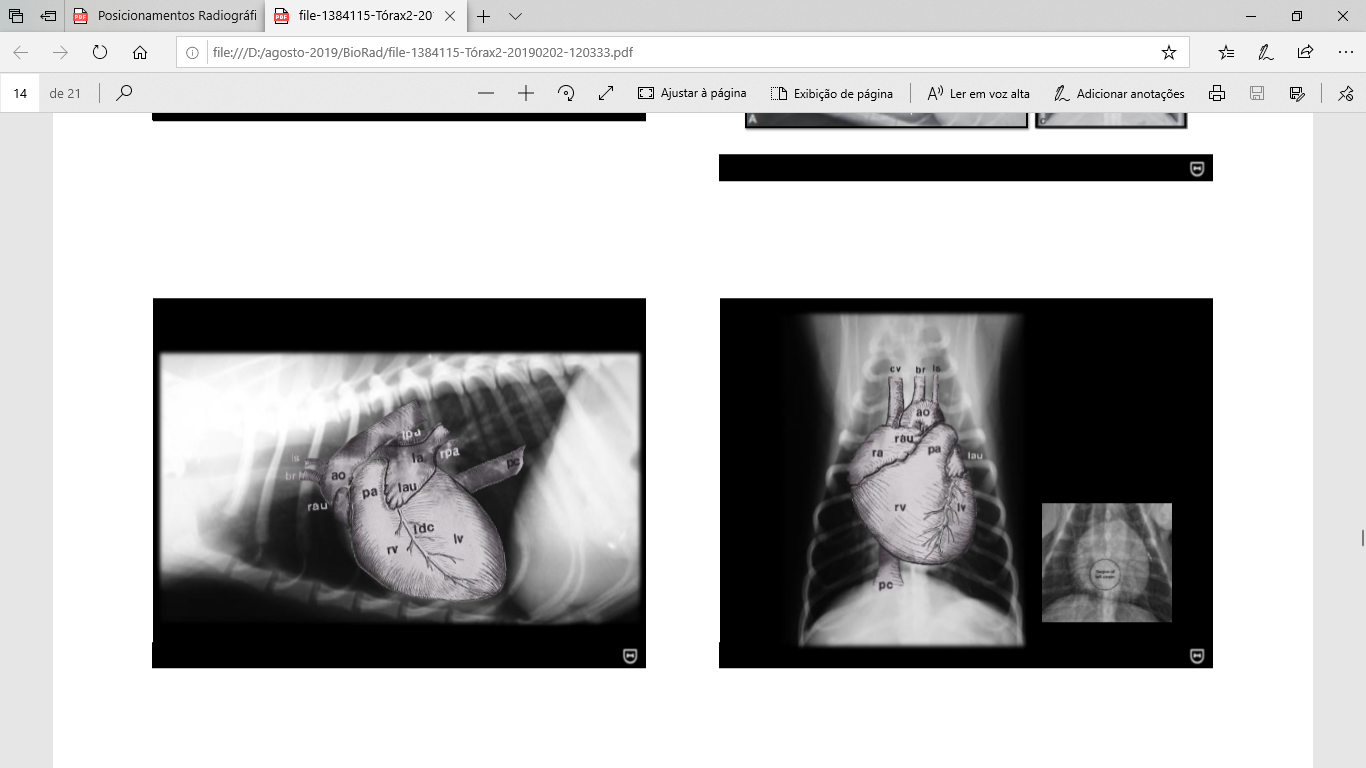 Posicionamentos Radiográfi
file-1384115-Tórax2-20
file:///D:/agosto-2019/BioRad/file-1384115-Tórax2-20190202-120333.pdf
14 de 21
Ajustar à página
Exibição de página
Ler em voz alta
Adicionar anotações
A
lpa
la
rpa
pc
is
br
ao
pa
lau
rau
ldc
rv
lv
cv br ls
ao
rau
ra
pa
lau
rv
lv
pc